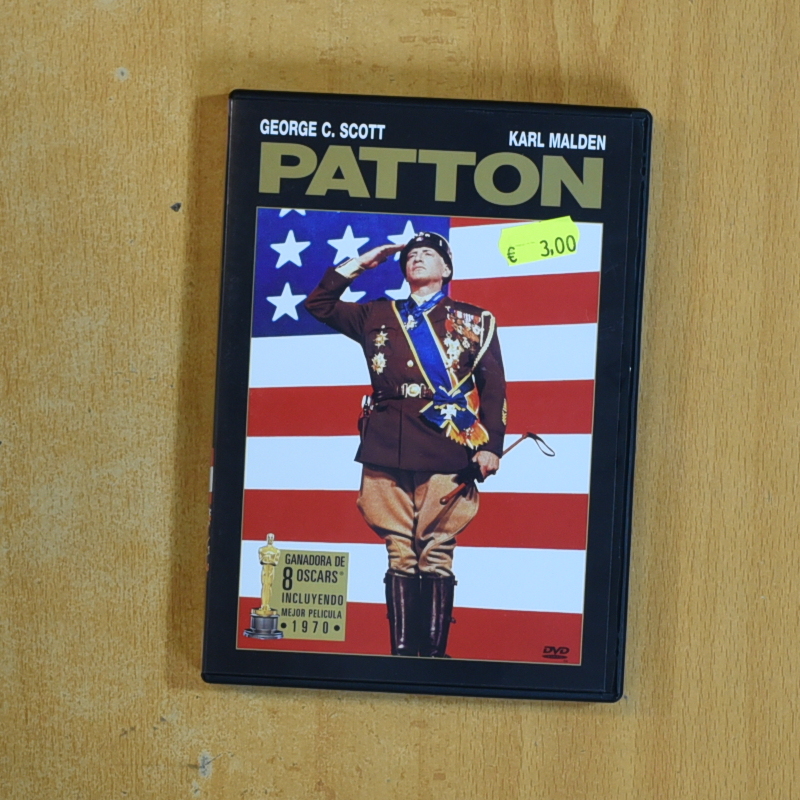 GEORGE C. SCOTT
KARL MALDEN
PATTON
€ 3,00
GANADORA DE
8 OSCARS®
INCLUYENDO
MEJOR PELICULA
• 1970 •
DVD